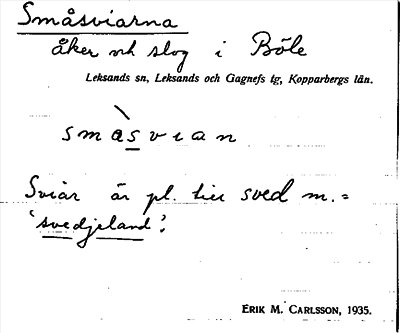 Småsviarna
åker och slog i Böle
Leksands sn, Leksands och Gagnefs tg, Kopparbergs län.
smàsvian
Sviar är pl. till sved m. =
'svedjeland'.
ERIK M. CARLSSON, 1935.